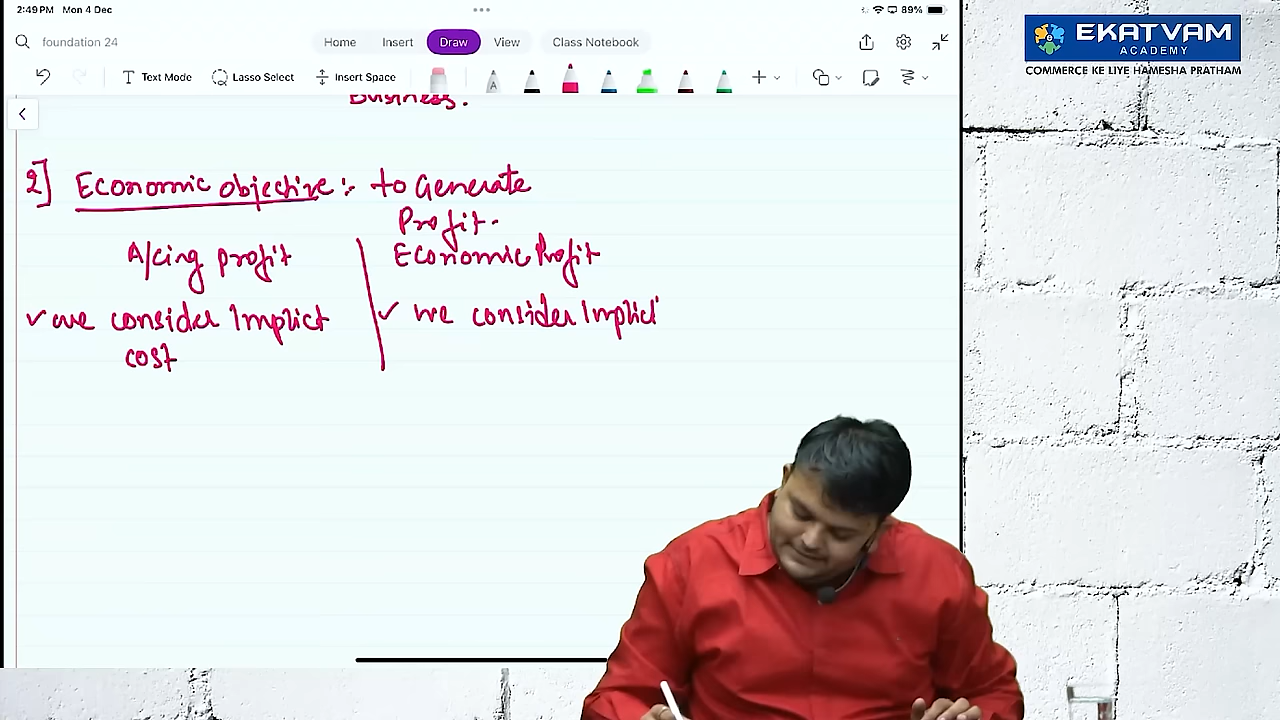 2:49 PM Mon 4 Dec
89%
foundation 24
Home Insert Draw View Class Notebook
Text Mode Lasso Select Insert Space
EKATVAM
ACADEMY
COMMERCE KE LIYE HAMESHA PRATHAM
Business.
2] Economic objective :- to Generate
Profit.
A/cing profit
we consider Implict
cost
Economic Profit
we consider Implict